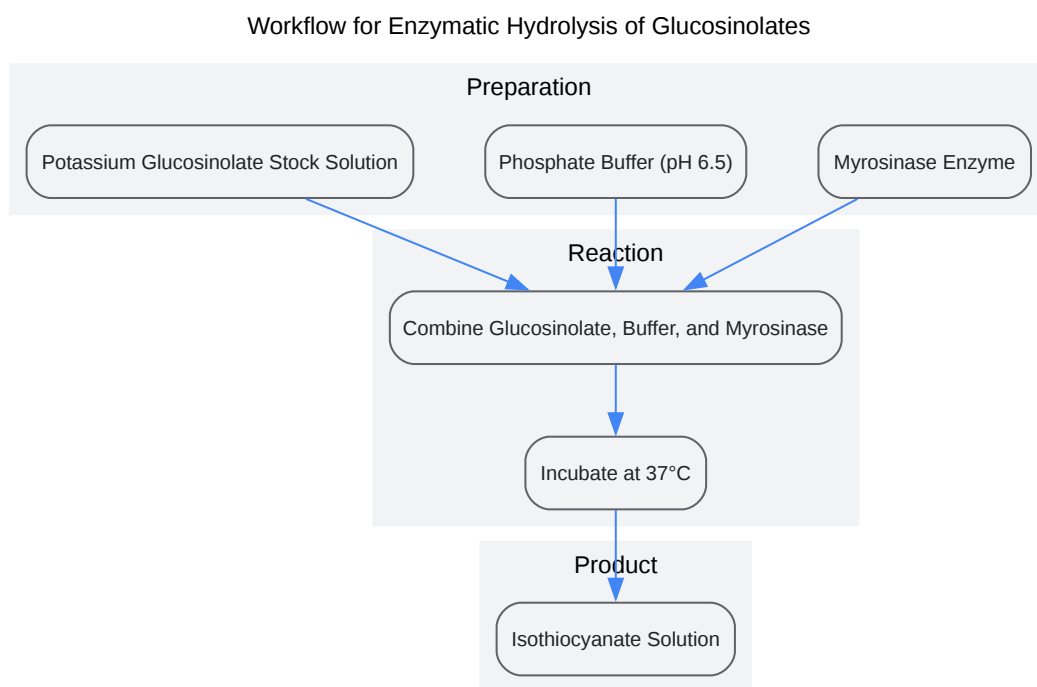 Workflow for Enzymatic Hydrolysis of Glucosinolates
Preparation
Potassium Glucosinolate Stock Solution
Phosphate Buffer (pH 6.5)
Myrosinase Enzyme
Reaction
Combine Glucosinolate, Buffer, and Myrosinase
Incubate at 37°C
Product
Isothiocyanate Solution